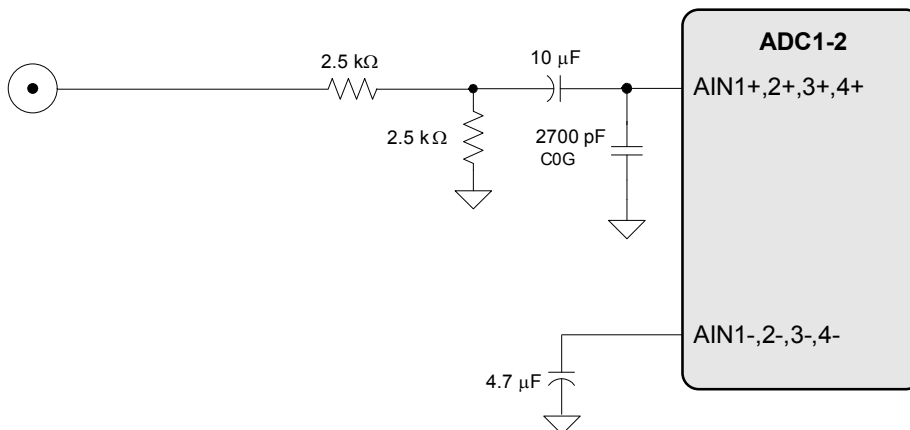 ADC1-2
10 μF
2.5 kΩ
AIN1+,2+,3+,4+
2.5 kΩ
2700 pF
C0G
AIN1-,2-,3-,4-
4.7 μF